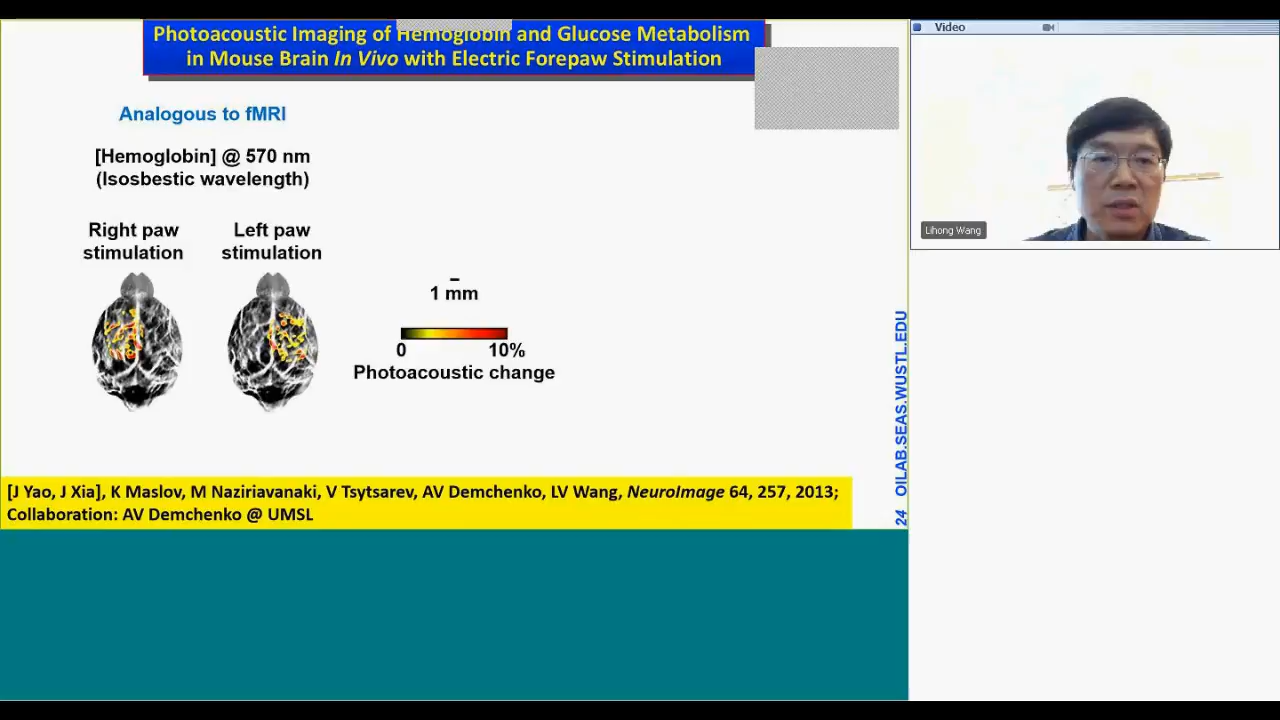 Photoacoustic Imaging of Hemoglobin and Glucose Metabolism
in Mouse Brain In Vivo with Electric Forepaw Stimulation
Analogous to fMRI
[Hemoglobin] @ 570 nm
(Isosbestic wavelength)
Right paw
stimulation
Left paw
stimulation
1 mm
0
10%
Photoacoustic change
[J Yao, J Xia], K Maslov, M Naziriavanaki, V Tsytsarev, AV Demchenko, LV Wang, NeuroImage 64, 257, 2013;
Collaboration: AV Demchenko @ UMSL
24 OILAB.SEAS.WUSTL.EDU
Video
Lihong Wang